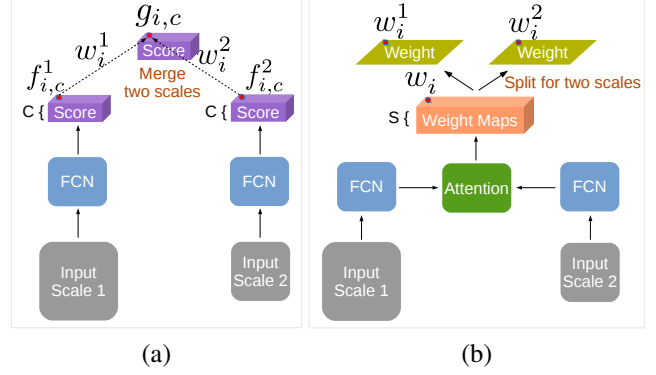 g_{i,c}
w_i^1
w_i^2
Score
Merge
two scales
f_{i,c}^1
f_{i,c}^2
C { Score
C { Score
FCN
FCN
Input
Scale 1
Input
Scale 2
(a)
w_i^1
w_i^2
Weight
Weight
w_i
Split for two scales
S { Weight Maps
FCN
Attention
FCN
Input
Scale 1
Input
Scale 2
(b)